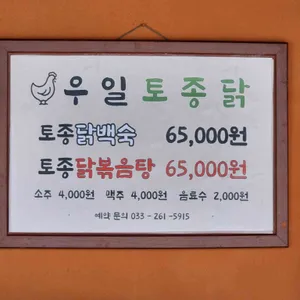 우일 토종닭
토종닭백숙 65,000원
토종닭볶음탕 65,000원
소주 4,000원 맥주 4,000원 음료수 2,000원
예약 문의 033-261-5915